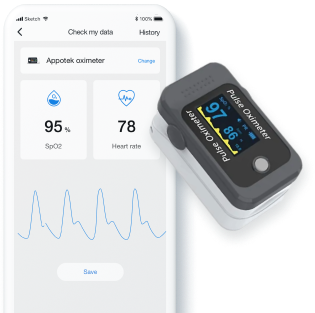 Sketch
100%
Check my data
History
Appotek oximeter
Change
95 %
SpO2
78
Heart rate
Save
Pulse Oximeter
97
86
Pulse Oximeter